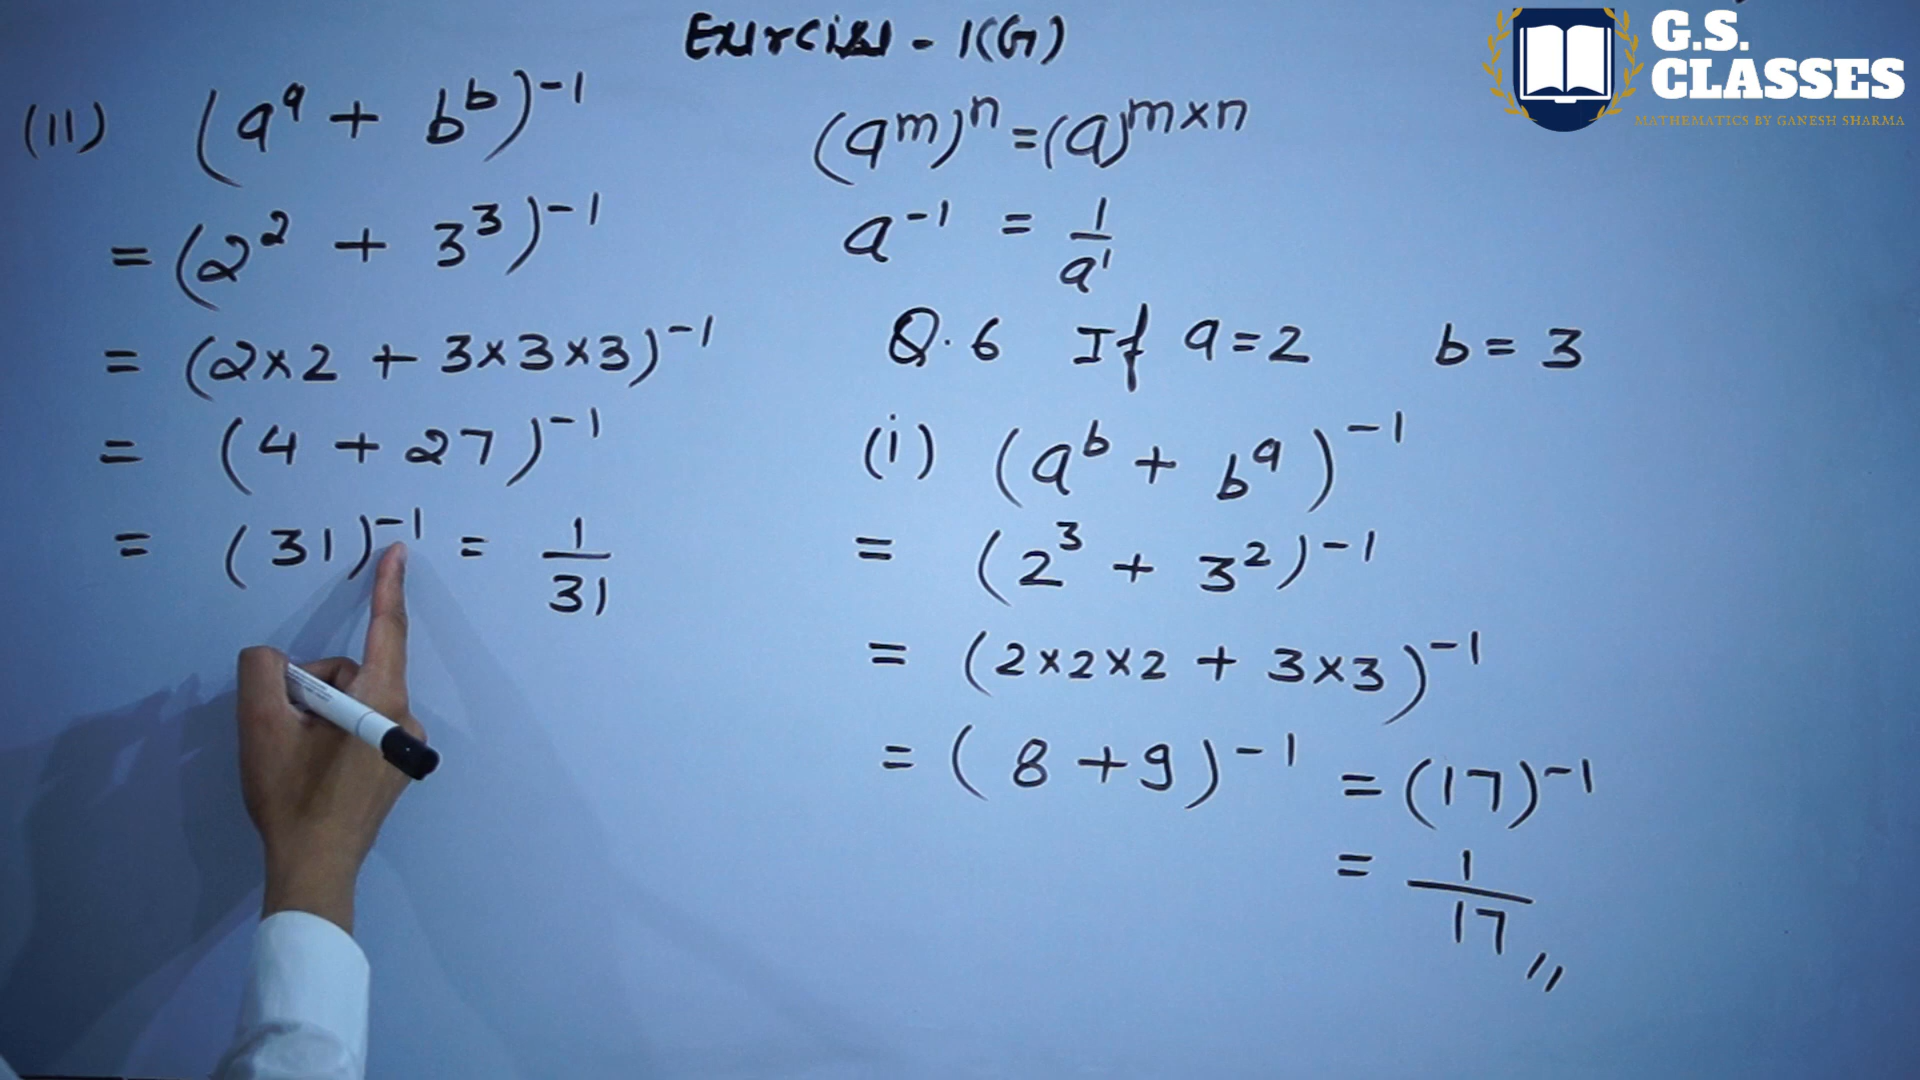 Exercise - 1(G)
G.S.
CLASSES
MATHEMATICS BY GANESH SHARMA
(ii) (a^a + b^b)^-1
= (2^2 + 3^3)^-1
= (2×2 + 3×3×3)^-1
= (4 + 27)^-1
= (31)^-1 = 1/31
(a^m)^n = (a)^m×n
a^-1 = 1/a^1
Q.6 If a=2 b=3
(i) (a^b + b^a)^-1
= (2^3 + 3^2)^-1
= (2×2×2 + 3×3)^-1
= (8+9)^-1 = (17)^-1
= 1/17 //